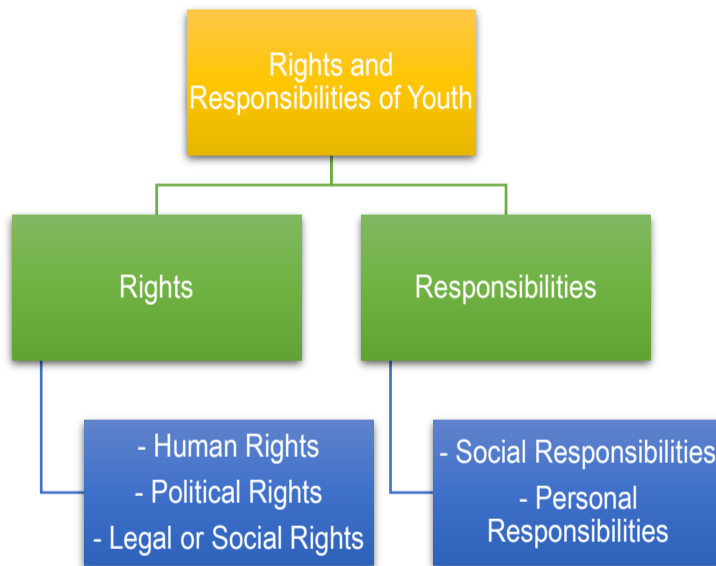 Rights and
Responsibilities of Youth
Rights
Responsibilities
- Human Rights
- Political Rights
- Legal or Social Rights
- Social Responsibilities
- Personal
Responsibilities